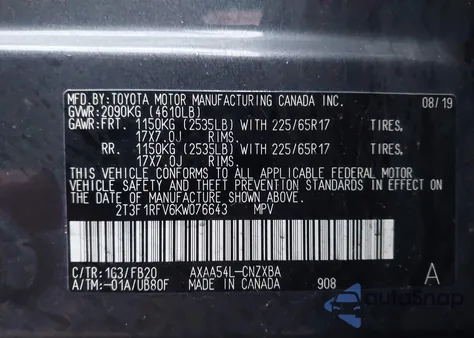 MFD.BY:TOYOTA MOTOR MANUFACTURING CANADA INC. 08/19
GVWR:2090KG (4610LB)
GAWR:FRT. 1150KG (2535LB) WITH 225/65R17 TIRES,
17X7.0J RIMS.
RR. 1150KG (2535LB) WITH 225/65R17 TIRES,
17X7.0J RIMS.
THIS VEHICLE CONFORMS TO ALL APPLICABLE FEDERAL MOTOR
VEHICLE SAFETY AND THEFT PREVENTION STANDARDS IN EFFECT
ON THE DATE OF MANUFACTURE SHOWN ABOVE.
2T3F1RFV6KW076643 MPV
C/TR:1G3/FB20 AXAA54L-CNZXBA A
A/TM:-01A/UB80F MADE IN CANADA 908
AutoSnap